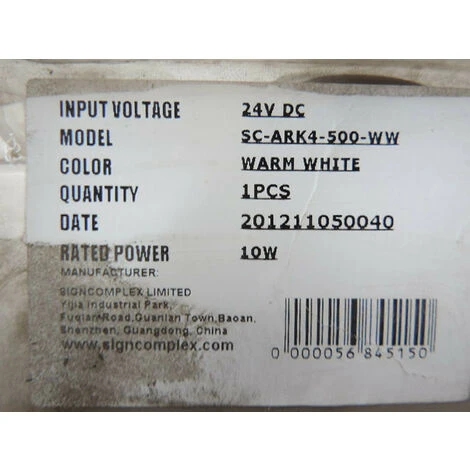 INPUT VOLTAGE 24V DC
MODEL SC-ARK4-500-WW
COLOR WARM WHITE
QUANTITY 1PCS
DATE 201211050040
RATED POWER 10W
MANUFACTURER:
SIGNCOMPLEX LIMITED
Yijia Industrial Park,
Fuqian Road, Guanlan Town, Baoan,
Shenzhen, Guangdong, China
www.signcomplex.com
0 000056 845150